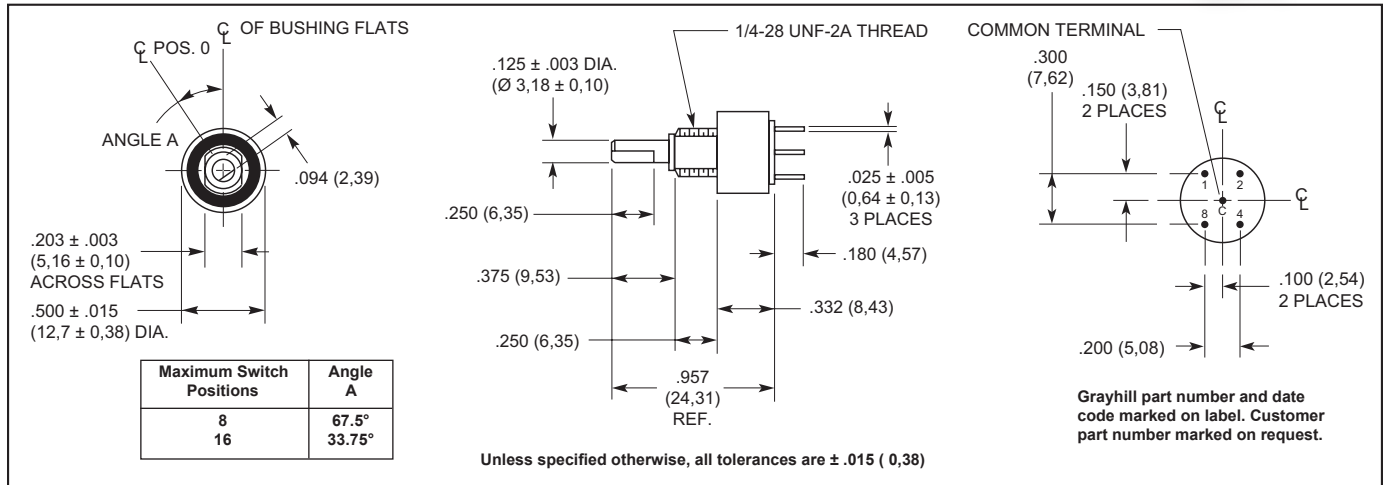 ℄ OF BUSHING FLATS
℄ POS. 0
ANGLE A
.094 (2,39)
.203 ± .003
(5,16 ± 0,10)
ACROSS FLATS
.500 ± .015
(12,7 ± 0,38) DIA.
Maximum Switch Positions
Angle A
8 67.5°
16 33.75°
1/4-28 UNF-2A THREAD
.125 ± .003 DIA.
(Ø 3,18 ± 0,10)
.250 (6,35)
.375 (9,53)
.250 (6,35)
.957
(24,31)
REF.
.025 ± .005
(0,64 ± 0,13)
3 PLACES
.180 (4,57)
.332 (8,43)
Unless specified otherwise, all tolerances are ± .015 ( 0,38)
COMMON TERMINAL
.300
(7,62)
.150 (3,81)
2 PLACES
℄
1 2
C
℄
8 4
.100 (2,54)
2 PLACES
.200 (5,08)
Grayhill part number and date
code marked on label. Customer
part number marked on request.